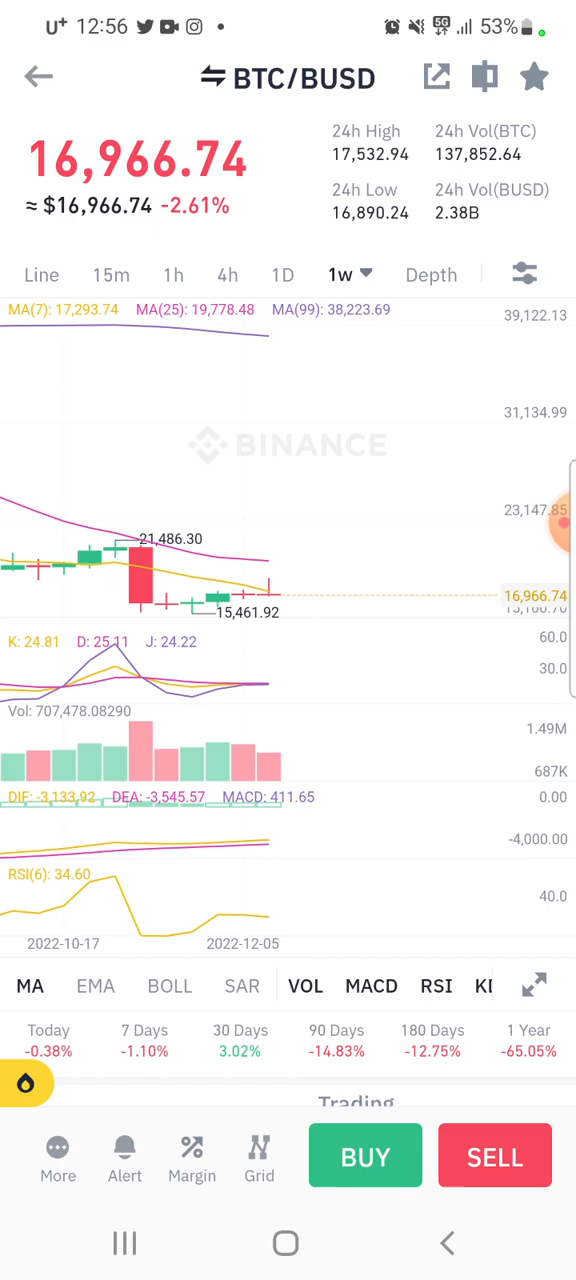 U+ 12:56 5G 53%
BTC/BUSD
16,966.74
≈ $16,966.74 -2.61%
24h High 24h Vol(BTC)
17,532.94 137,852.64
24h Low 24h Vol(BUSD)
16,890.24 2.38B
Line 15m 1h 4h 1D 1w Depth
MA(7): 17,293.74 MA(25): 19,778.48 MA(99): 38,223.69
39,122.13
31,134.99
BINANCE
23,147.85
21,486.30
16,966.74
15,461.92
K: 24.81 D: 25.11 J: 24.22
60.0
30.0
Vol: 707,478.08290
1.49M
687K
DIF: -3,133.92 DEA: -3,545.57 MACD: 411.65
0.00
-4,000.00
RSI(6): 34.60
40.0
2022-10-17 2022-12-05
MA EMA BOLL SAR VOL MACD RSI
Today 7 Days 30 Days 90 Days 180 Days 1 Year
-0.38% -1.10% 3.02% -14.83% -12.75% -65.05%
Trading
More Alert Margin Grid BUY SELL